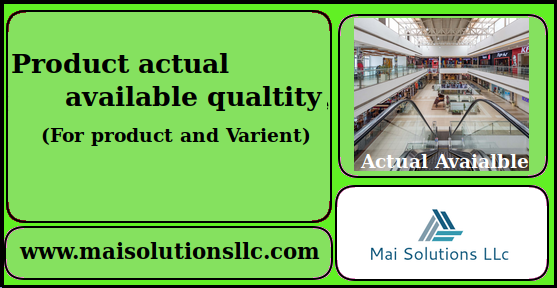 Product actual
available qualtity
(For product and Varient)
www.maisolutionsllc.com
Actual Avaialble
Mai Solutions LLc